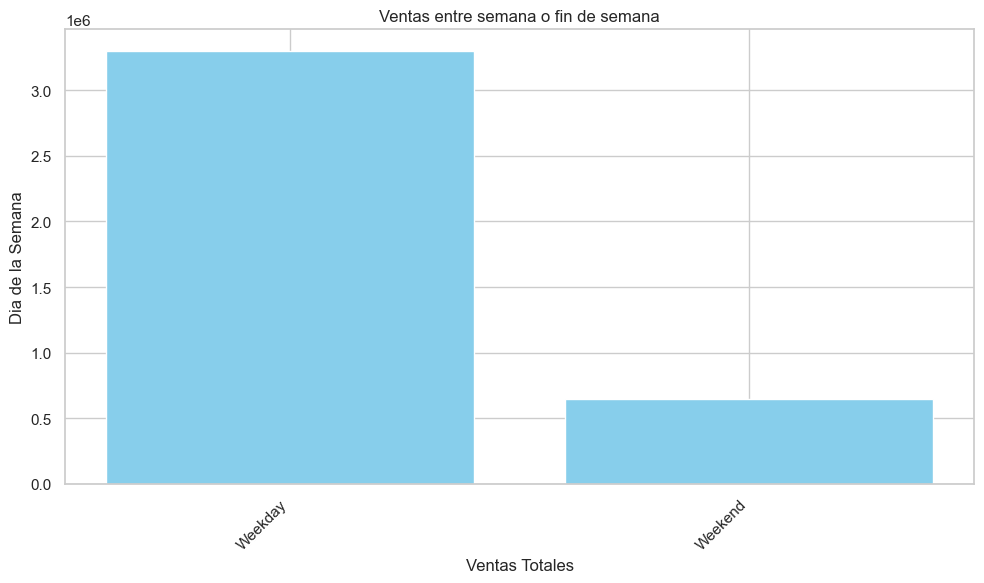 Ventas entre semana o fin de semana
1e6
3.0
2.5
2.0
1.5
1.0
0.5
0.0
Dia de la Semana
Weekday
Weekend
Ventas Totales